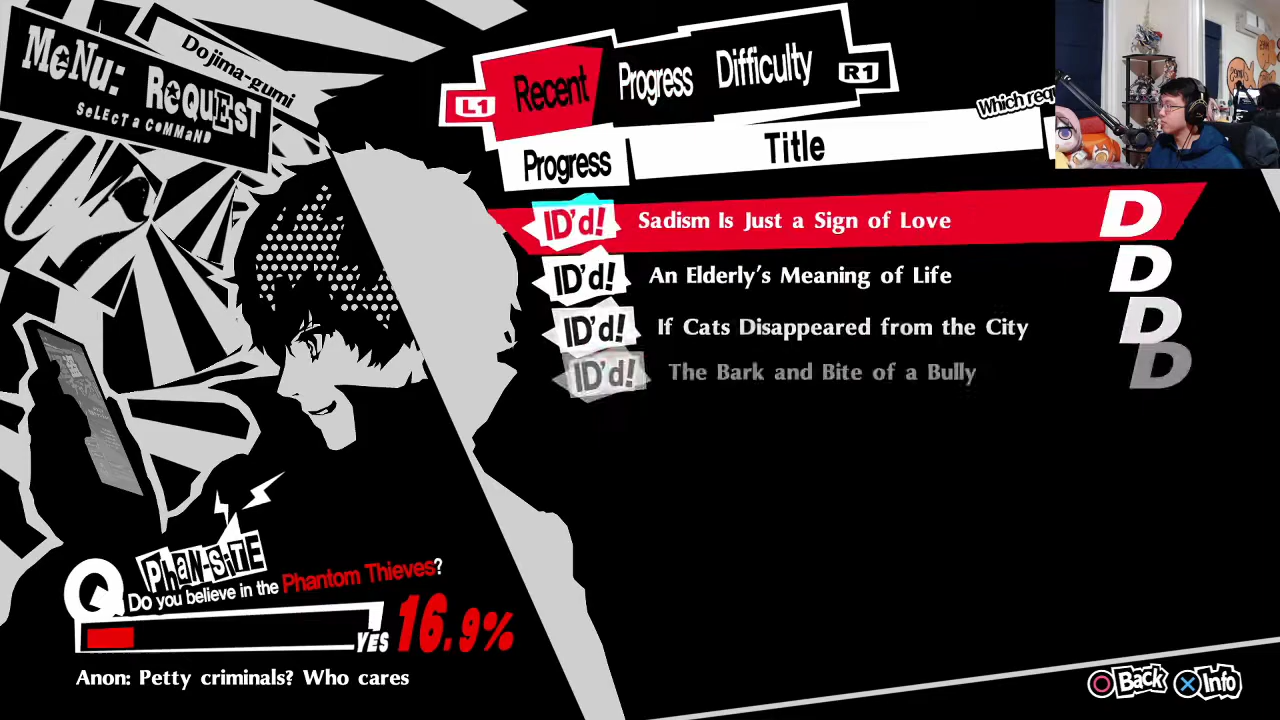 Dojima-gumi
MeNu: ReQuEST
SeLEcT a CoMMaND
L1 Recent Progress Difficulty R1
Which req
Progress Title
ID'd! Sadism Is Just a Sign of Love D
ID'd! An Elderly's Meaning of Life D
ID'd! If Cats Disappeared from the City D
ID'd! The Bark and Bite of a Bully D
PhaN-SiTE
Q Do you believe in the Phantom Thieves?
YES 16.9%
Anon: Petty criminals? Who cares
Back Info